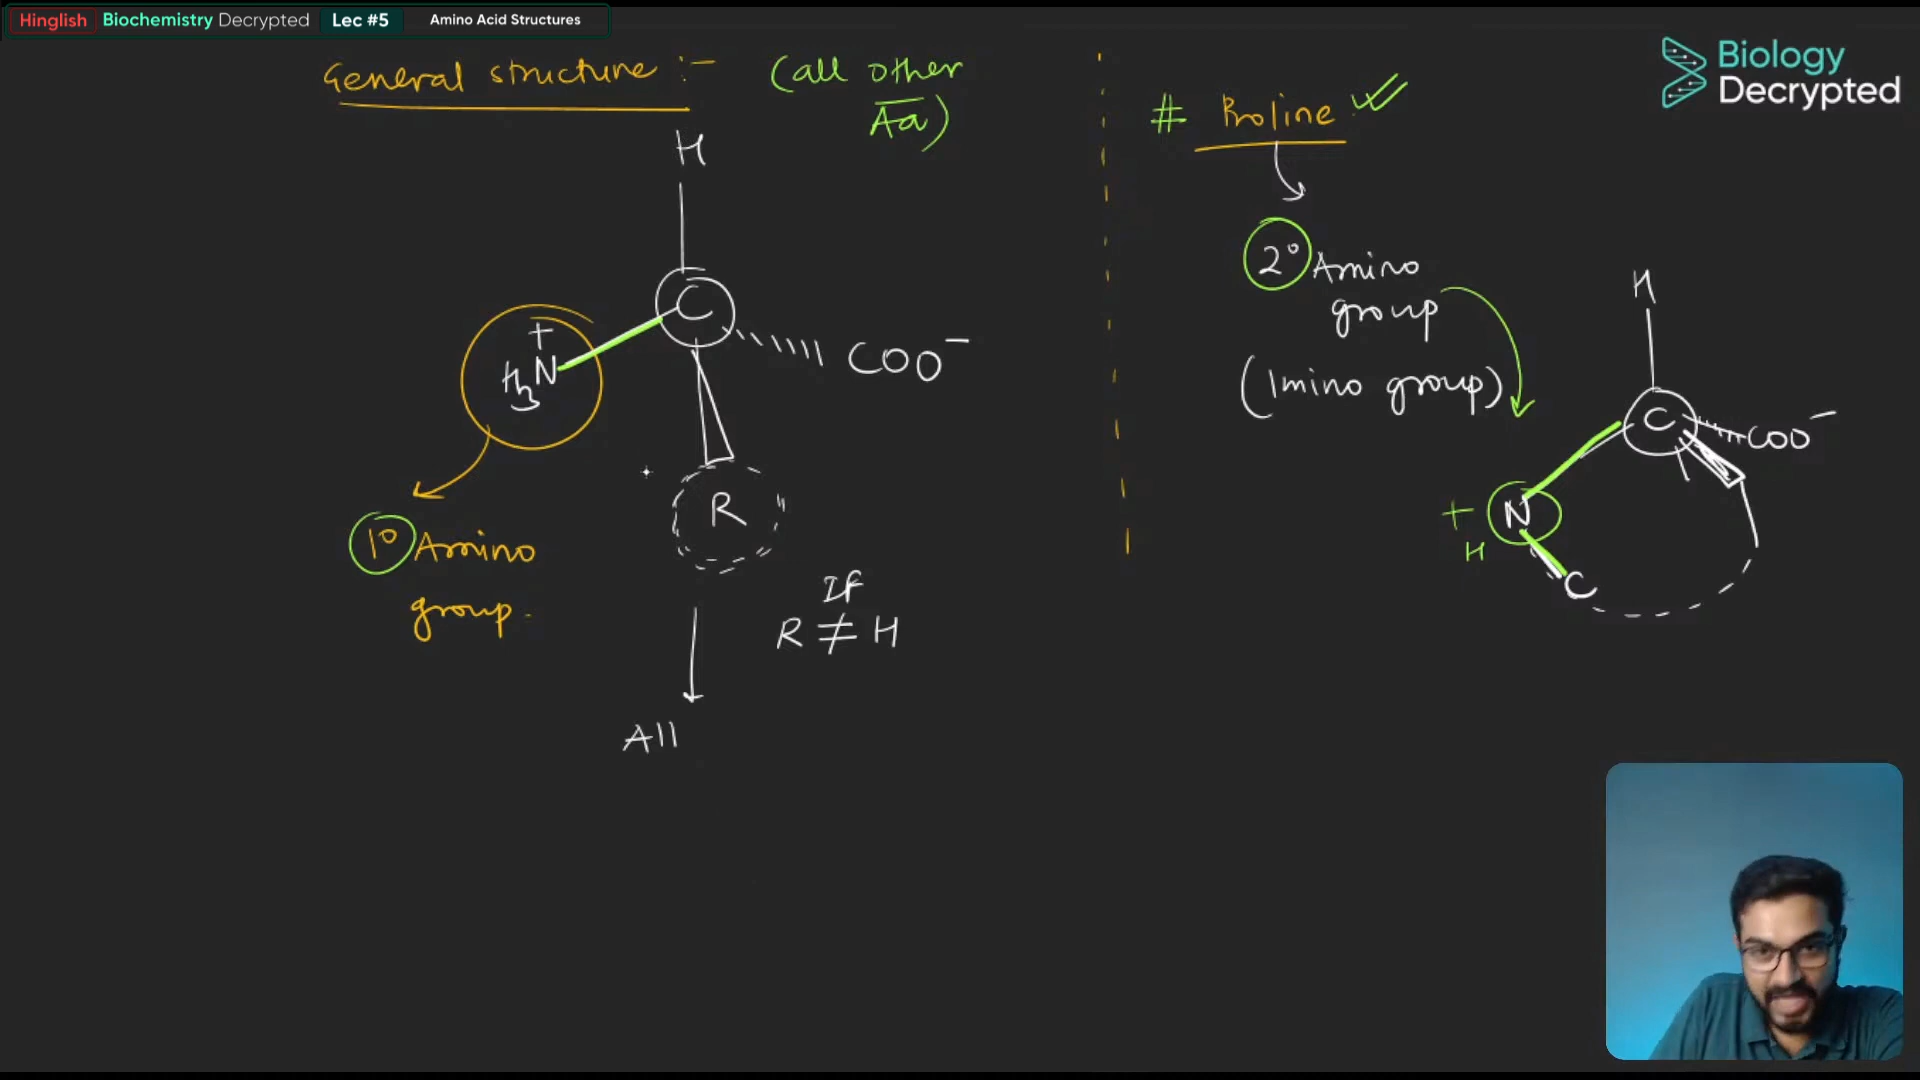 Hinglish Biochemistry Decrypted Lec #5 Amino Acid Structures
Biology
Decrypted
General structure :-
(all other
Aa)
H
C
+
H3N
COO-
R
1° Amino
group.
If
R ≠ H
All
# Proline
2° Amino
group
(Imino group)
H
C
COO-
+
N
H
C